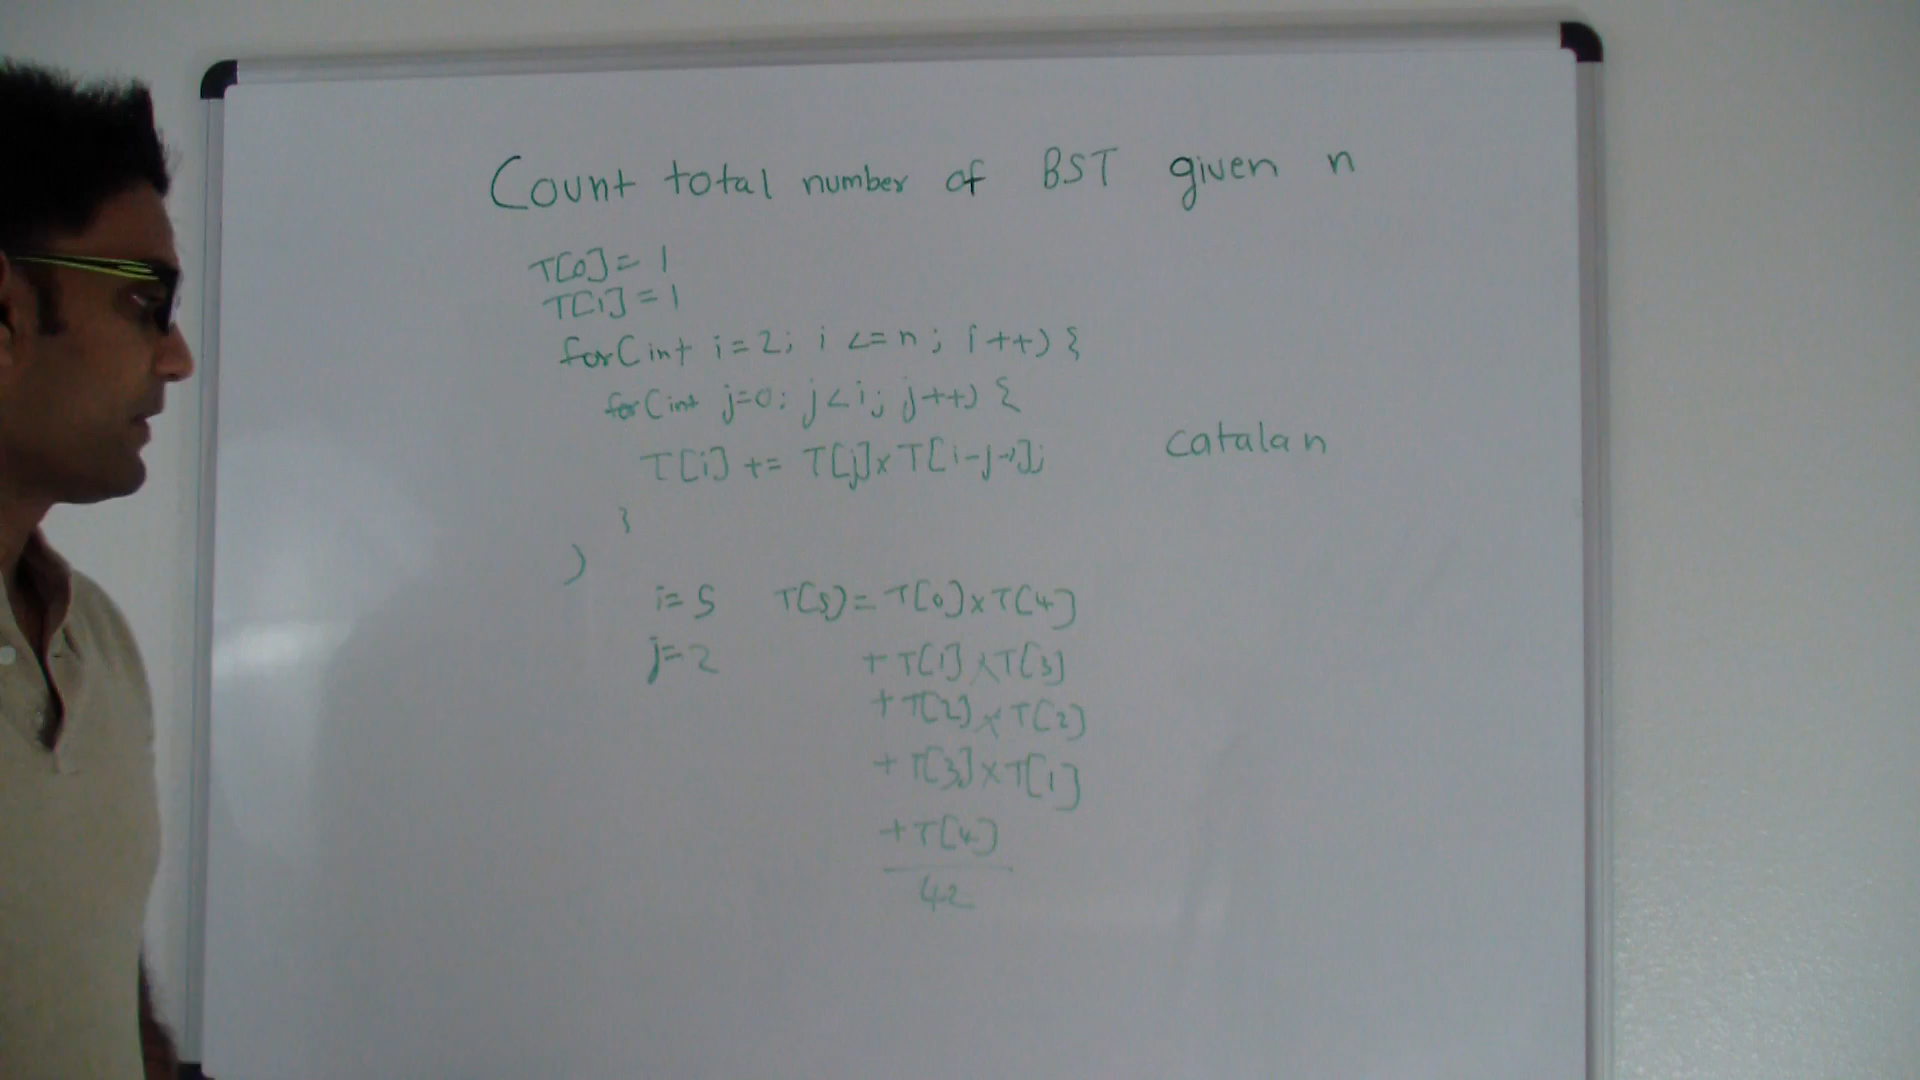 Count total number of BST given n
T[0] = 1
T[1] = 1
for(int i=2; i <= n; i++) {
for(int j=0; j<i; j++) {
T[i] += T[j]x T[i-j-1];
catalan
}
)
i= 5 T[5] = T[0]xT[4]
j=2 + T[1] x T[3]
+ T[2] x T[2]
+ T[3] x T[1]
+ T[4]
42